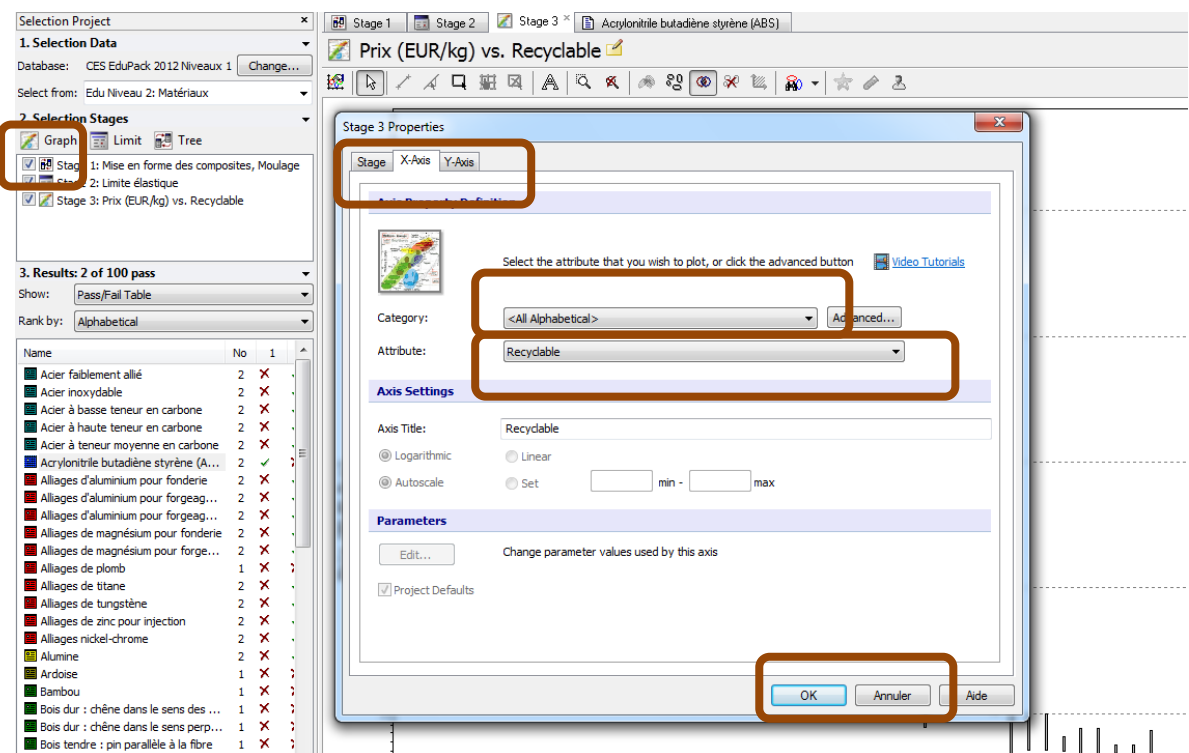 Selection Project
1. Selection Data
Database: CES EduPack 2012 Niveaux 1 Change...
Select from: Edu Niveau 2: Matériaux
2. Selection Stages
Graph Limit Tree
Stage 1: Mise en forme des composites, Moulage
Stage 2: Limite élastique
Stage 3: Prix (EUR/kg) vs. Recyclable
3. Results: 2 of 100 pass
Show: Pass/Fail Table
Rank by: Alphabetical
Name No 1
Acier faiblement allié 2
Acier inoxydable 2
Acier à basse teneur en carbone 2
Acier à haute teneur en carbone 2
Acier à teneur moyenne en carbone 2
Acrylonitrile butadiène styrène (A... 2
Alliages d'aluminium pour fonderie 2
Alliages d'aluminium pour forgeag... 2
Alliages d'aluminium pour forgeag... 2
Alliages de magnésium pour fonderie 2
Alliages de magnésium pour forge... 2
Alliages de plomb 1
Alliages de titane 2
Alliages de tungstène 2
Alliages de zinc pour injection 2
Alliages nickel-chrome 2
Alumine 2
Ardoise 1
Bambou 1
Bois dur : chêne dans le sens des ... 1
Bois dur : chêne dans le sens perp... 1
Bois tendre : pin parallèle à la fibre 1
Stage 1 Stage 2 Stage 3 Acrylonitrile butadiène styrène (ABS)
Prix (EUR/kg) vs. Recyclable
Stage 3 Properties
Stage X-Axis Y-Axis
Axis Property Definition
Select the attribute that you wish to plot, or click the advanced button Video Tutorials
Category: <All Alphabetical> Advanced...
Attribute: Recyclable
Axis Settings
Axis Title: Recyclable
Logarithmic Linear
Autoscale Set min - max
Parameters
Edit... Change parameter values used by this axis
Project Defaults
OK Annuler Aide